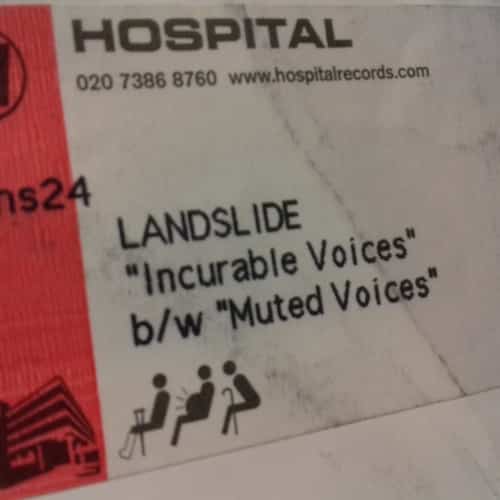 HOSPITAL
020 7386 8760 www.hospitalrecords.com
ns24
LANDSLIDE
"Incurable Voices"
b/w "Muted Voices"